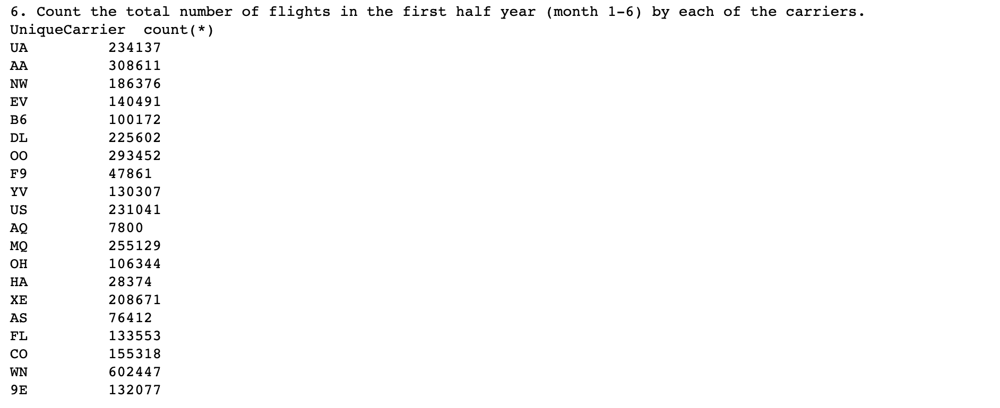 6. Count the total number of flights in the first half year (month 1-6) by each of the carriers.
UniqueCarrier  count(*)
UA 234137
AA 308611
NW 186376
EV 140491
B6 100172
DL 225602
OO 293452
F9 47861
YV 130307
US 231041
AQ 7800
MQ 255129
OH 106344
HA 28374
XE 208671
AS 76412
FL 133553
CO 155318
WN 602447
9E 132077